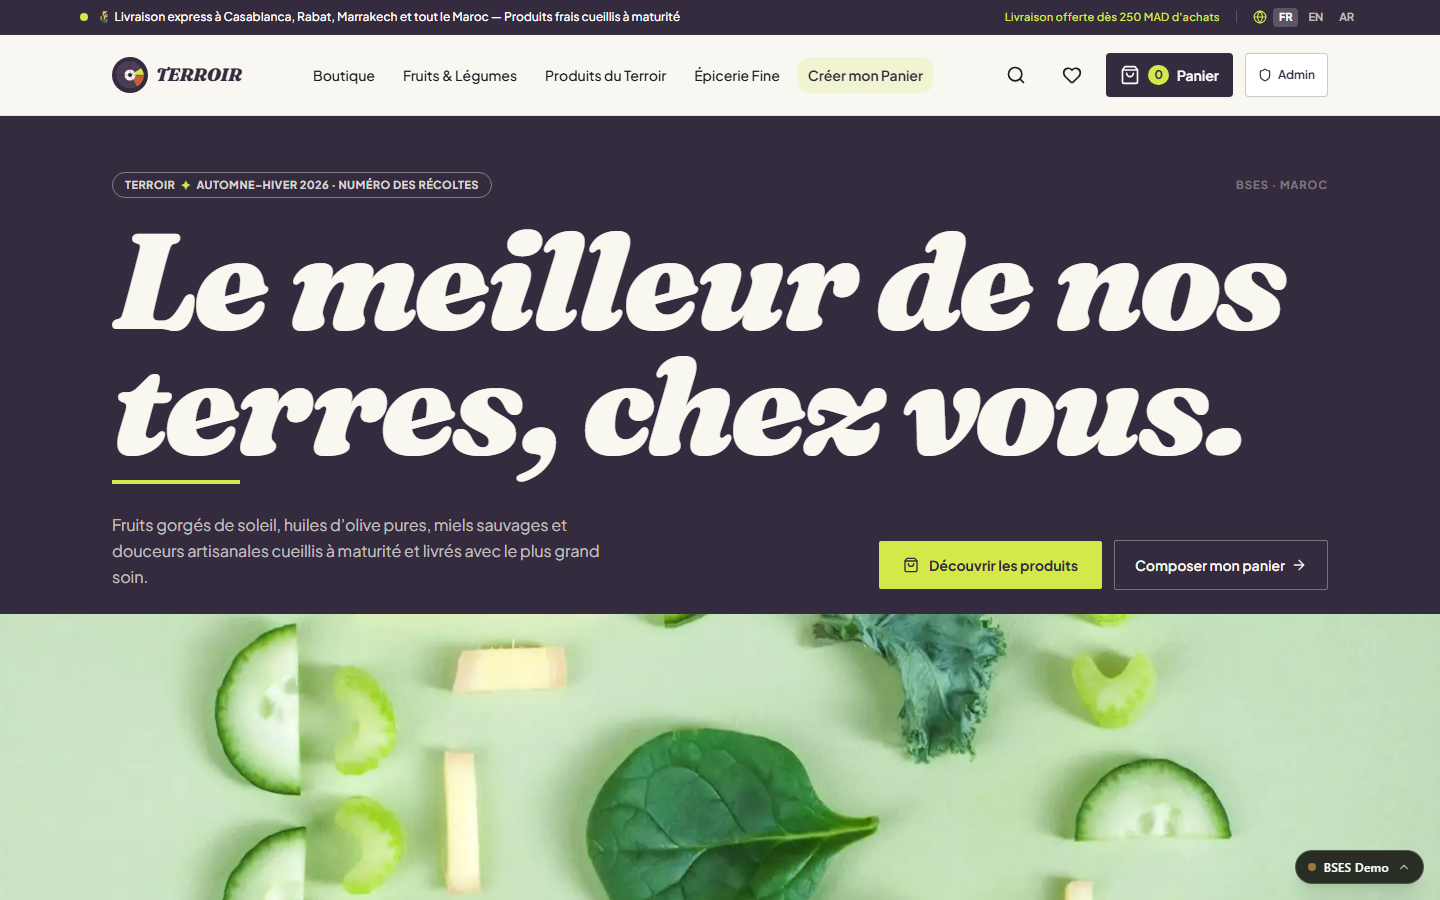 Livraison express à Casablanca, Rabat, Marrakech et tout le Maroc — Produits frais cueillis à maturité
Livraison offerte dès 250 MAD d'achats
FR EN AR
TERROIR
Boutique
Fruits & Légumes
Produits du Terroir
Épicerie Fine
Créer mon Panier
0 Panier
Admin
TERROIR ✦ AUTOMNE–HIVER 2026 · NUMÉRO DES RÉCOLTES
BSES · MAROC
Le meilleur de nos
terres, chez vous.
Fruits gorgés de soleil, huiles d’olive pures, miels sauvages et
douceurs artisanales cueillis à maturité et livrés avec le plus grand
soin.
Découvrir les produits
Composer mon panier →
BSES Demo